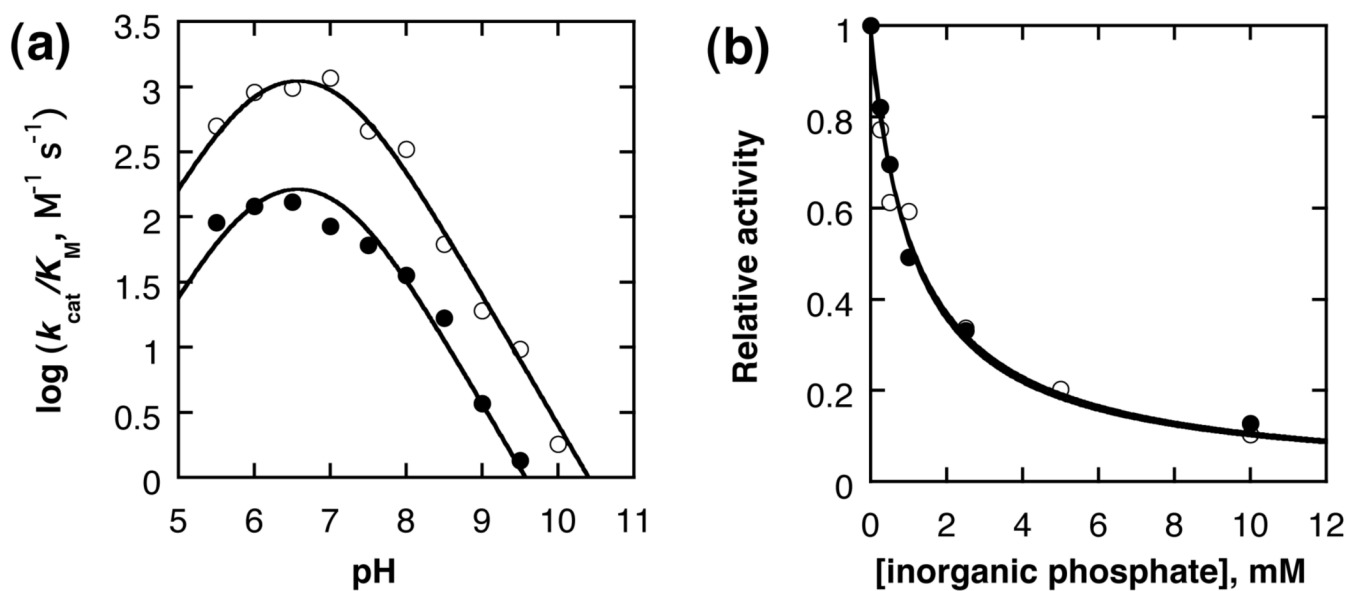 (a)
3.5
3
2.5
2
1.5
1
0.5
0
5 6 7 8 9 10 11
pH
log (kcat/KM, M-1 s-1)
(b)
1
0.8
0.6
0.4
0.2
0
0 2 4 6 8 10 12
[inorganic phosphate], mM
Relative activity